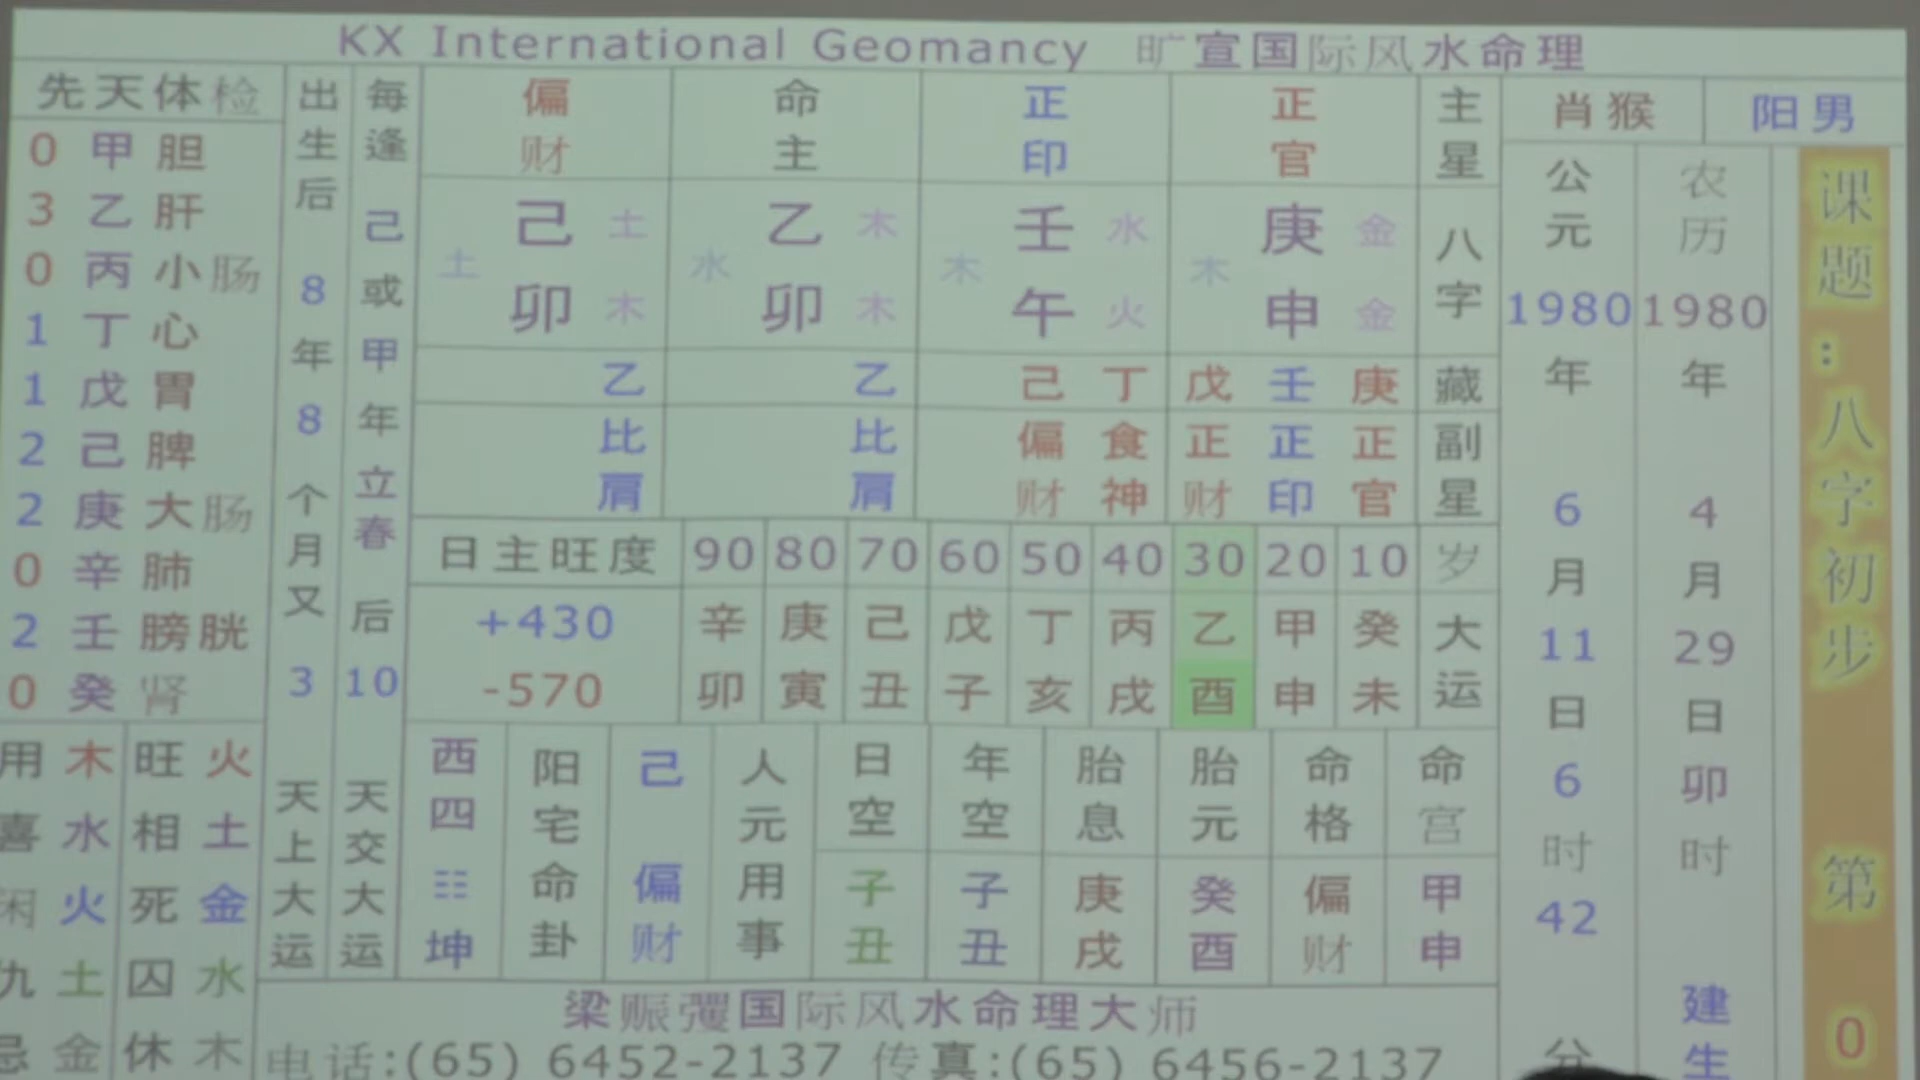 KX International Geomancy 旷宣国际风水命理
先天体检
0 甲 胆
3 乙 肝
0 丙 小肠
1 丁 心
1 戊 胃
2 己 脾
2 庚 大肠
0 辛 肺
2 壬 膀胱
0 癸 肾
用 木 旺 火
喜 水 相 土
闲 火 死 金
仇 土 囚 水
忌 金 休 木
出生后 8 年 8 个月又 3 天上大运
每逢 己或甲年立春后 10 天交大运
偏财 命主 正印 正官 主星
己 土 乙 木 壬 水 庚 金 八字
土 水 木 木
卯 木 卯 木 午 火 申 金
乙 乙 己 丁 戊 壬 庚 藏
比肩 比肩 偏财 食神 正财 正印 正官 副星
日主旺度 90 80 70 60 50 40 30 20 10 岁
+430 辛 庚 己 戊 丁 丙 乙 甲 癸 大运
-570 卯 寅 丑 子 亥 戌 酉 申 未
西四 ☷ 坤 阳宅命卦 己 偏财 人元用事 日空 年空 胎息 胎元 命格 命宫
子丑 子丑 庚戌 癸酉 偏财 甲申
梁赈彏国际风水命理大师
电话:(65) 6452-2137 传真:(65) 6456-2137
肖猴 阳男
公元 1980 年 6 月 11 日 6 时 42 分
农历 1980 年 4 月 29 日 卯 时 建生
课题:八字初步 第 0